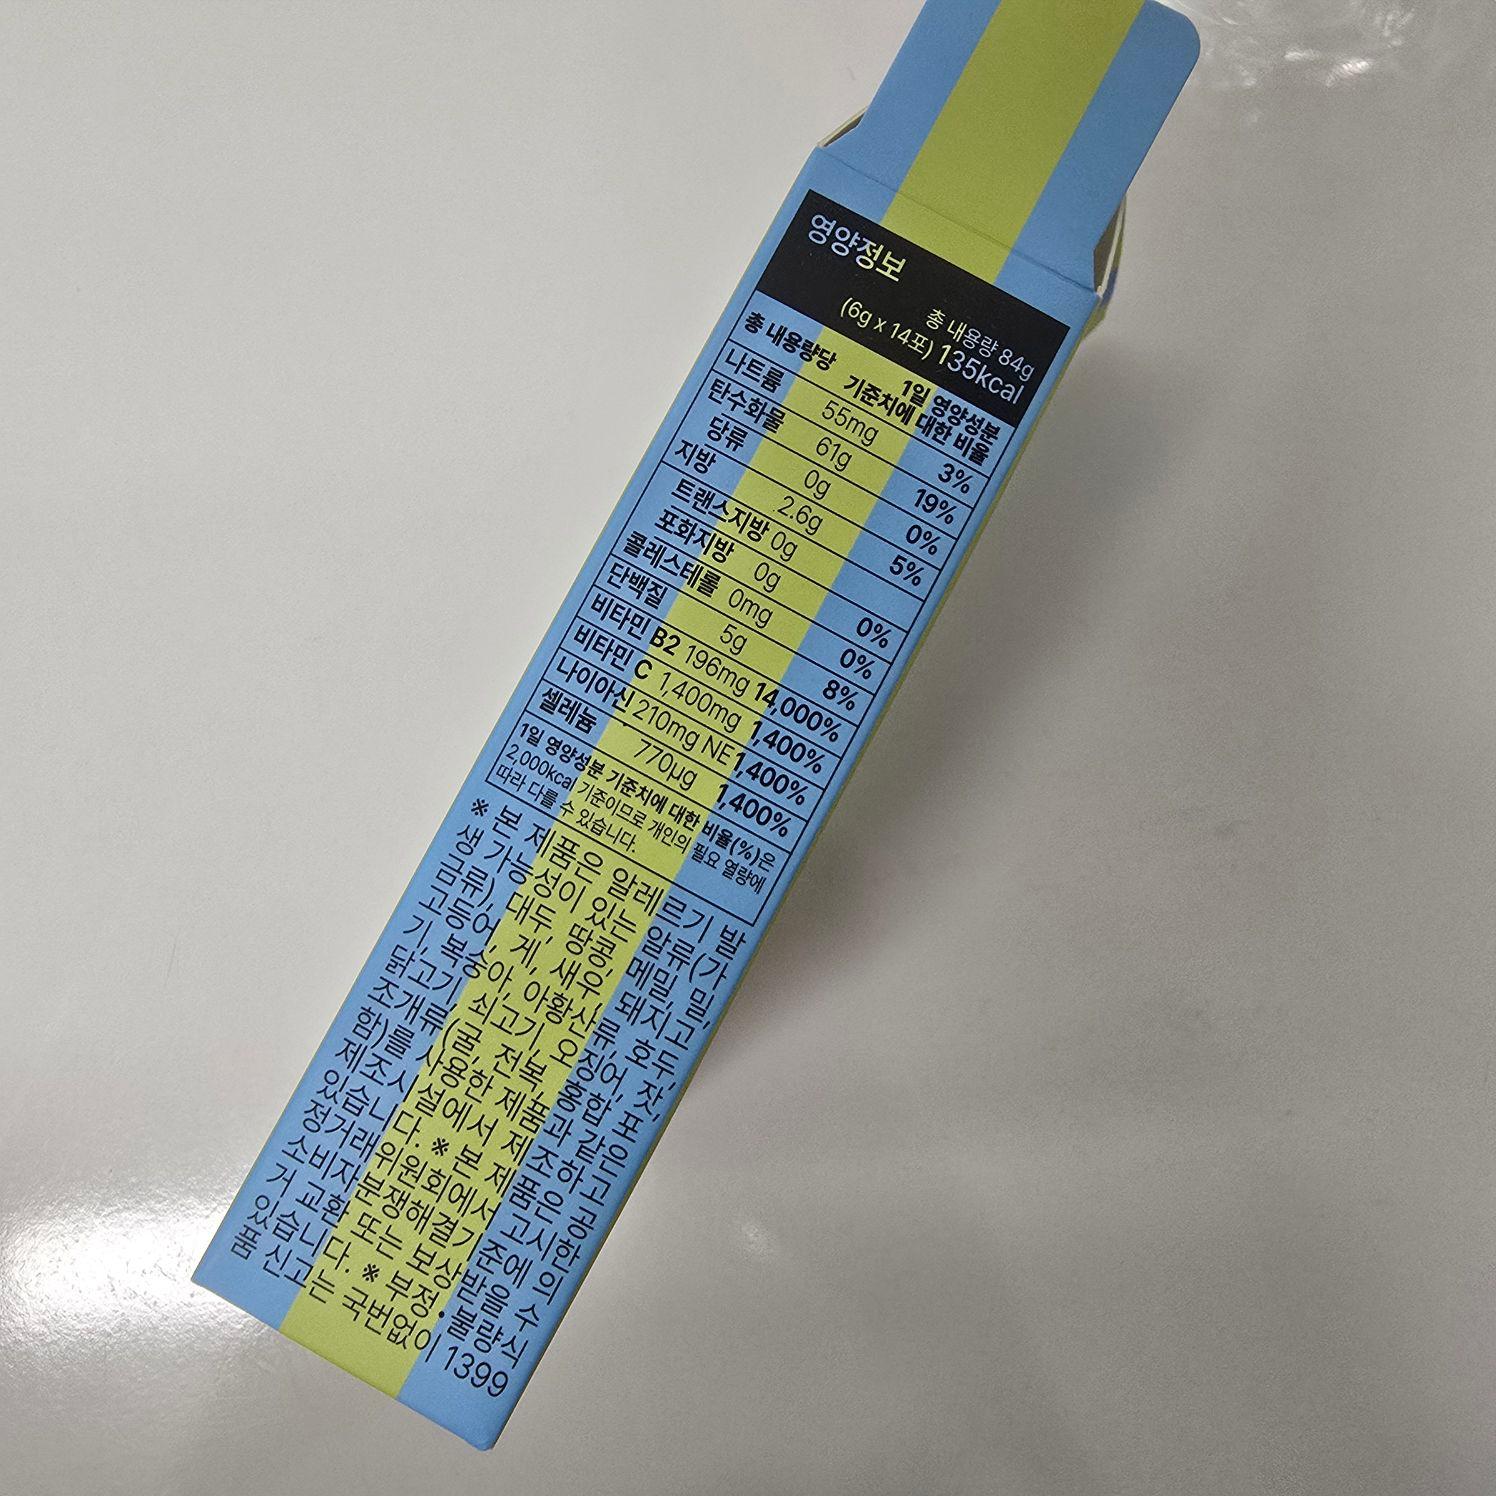 영양정보
총 내용량 84g
(6g x 14포) 135kcal
총 내용량당 1일 영양성분
기준치에 대한 비율
나트륨 55mg 3%
탄수화물 61g 19%
당류 0g 0%
지방 2.6g 5%
트랜스지방 0g
포화지방 0g 0%
콜레스테롤 0mg 0%
단백질 5g 8%
비타민 B2 196mg 14,000%
비타민 C 1,400mg 1,400%
나이아신 210mg NE 1,400%
셀레늄 770µg 1,400%
1일 영양성분 기준치에 대한 비율(%)은
2,000kcal 기준이므로 개인의 필요 열량에
따라 다를 수 있습니다.
※ 본 제품은 알레르기 발
생 가능성이 있는 알류(가
금류), 대두, 땅콩, 메밀, 밀,
고등어, 게, 새우, 돼지고
기, 복숭아, 아황산류, 호두,
닭고기, 쇠고기, 오징어, 잣,
조개류(굴, 전복, 홍합 포
함)를 사용한 제품과 같은
제조시설에서 제조하고
있습니다. ※ 본 제품은 공
정거래위원회에서 고시한
소비자분쟁해결기준에 의
거 교환 또는 보상받을 수
있습니다. ※ 부정•불량식
품 신고는 국번없이 1399